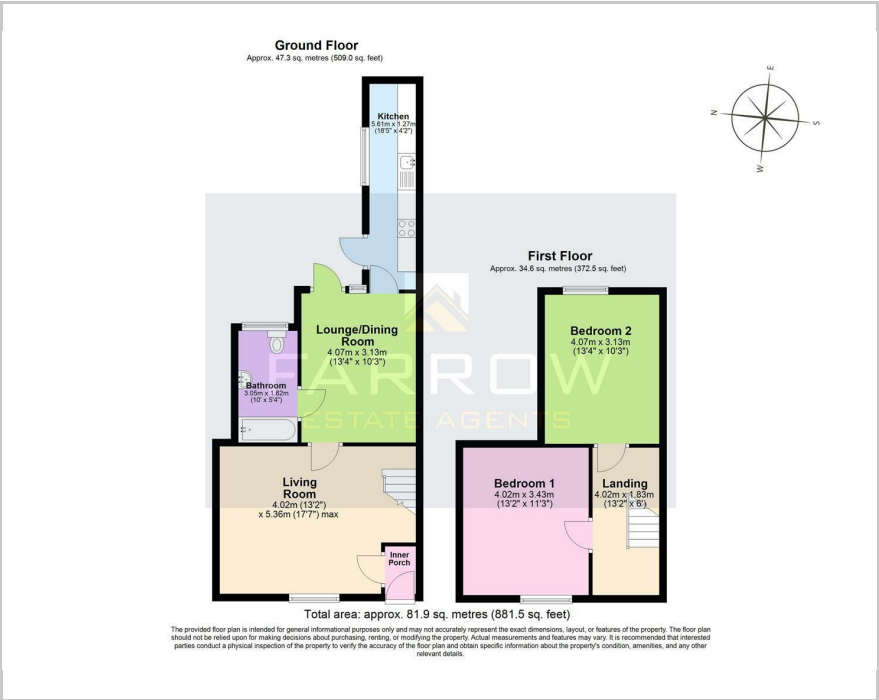 Ground Floor
Approx. 47.3 sq. metres (509.0 sq. feet)
Kitchen
5.61m x 1.27m
(18'5" x 4'2")
E
N
S
W
First Floor
Approx. 34.6 sq. metres (372.5 sq. feet)
Lounge/Dining
Room
4.07m x 3.13m
(13'4" x 10'3")
Bedroom 2
4.07m x 3.13m
(13'4" x 10'3")
FARROW
ESTATE AGENTS
Bathroom
3.05m x 1.62m
(10' x 5'4")
Living
Room
4.02m (13'2")
x 5.36m (17'7") max
Bedroom 1
4.02m x 3.43m
(13'2" x 11'3")
Landing
4.02m x 1.83m
(13'2" x 6')
Inner
Porch
Total area: approx. 81.9 sq. metres (881.5 sq. feet)
The provided floor plan is intended for general informational purposes only and may not accurately represent the exact dimensions, layout, or features of the property. The floor plan
should not be relied upon for making decisions about purchasing, renting, or modifying the property. Actual measurements and features may vary. It is recommended that interested
parties conduct a physical inspection of the property to verify the accuracy of the floor plan and obtain specific information about the property's condition, amenities, and any other
relevant details.